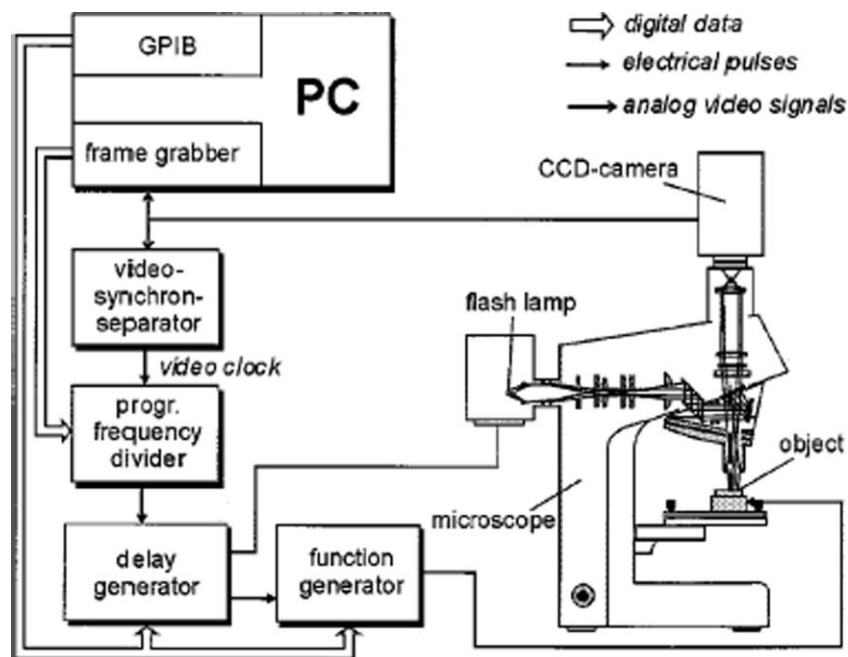 GPIB
PC
frame grabber
digital data
electrical pulses
analog video signals
CCD-camera
video-
synchron-
separator
flash lamp
video clock
progr.
frequency
divider
object
microscope
delay
generator
function
generator